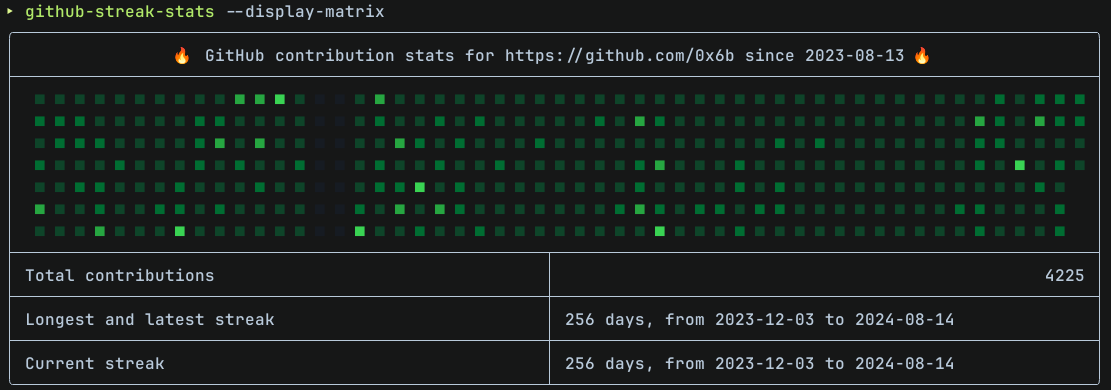 ▸ github-streak-stats --display-matrix
🔥 GitHub contribution stats for https://github.com/0x6b since 2023-08-13 🔥
Total contributions 4225
Longest and latest streak 256 days, from 2023-12-03 to 2024-08-14
Current streak 256 days, from 2023-12-03 to 2024-08-14